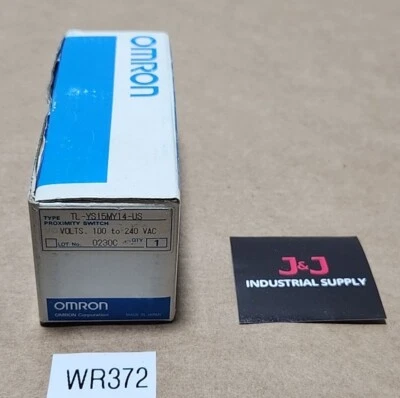 OMRON
TYPE TL-YS15MY14-US
PROXIMITY SWITCH
VOLTS. 100 to 240 VAC
LOT No. 0230C QTY 1
OMRON
OMRON Corporation MADE IN JAPAN
J&J
INDUSTRIAL SUPPLY
WR372